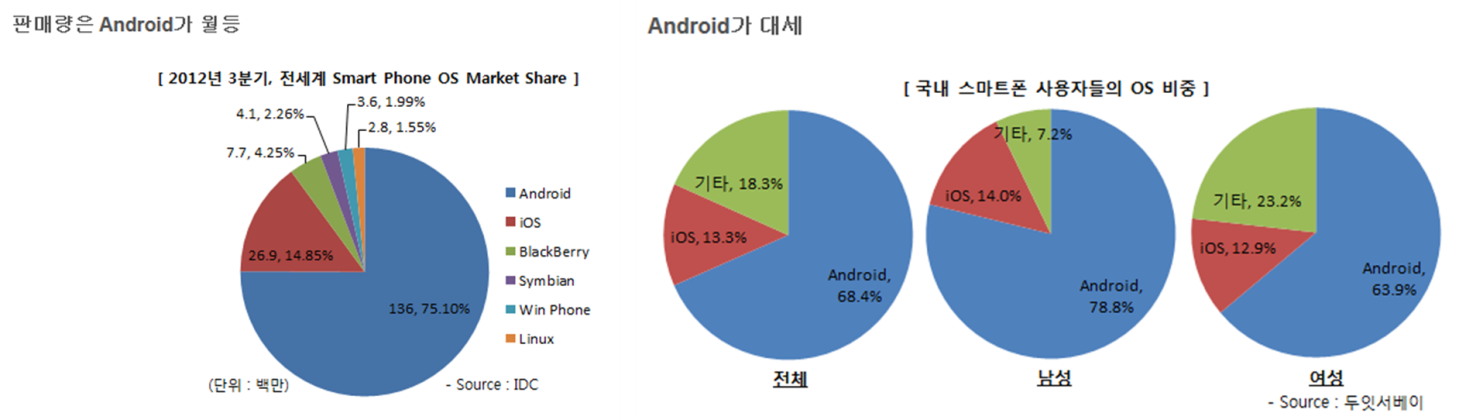 판매량은 Android가 월등
[ 2012년 3분기, 전세계 Smart Phone OS Market Share ]
3.6, 1.99%
4.1, 2.26%
2.8, 1.55%
7.7, 4.25%
26.9, 14.85%
136, 75.10%
Android
iOS
BlackBerry
Symbian
Win Phone
Linux
(단위 : 백만)
- Source : IDC
Android가 대세
[ 국내 스마트폰 사용자들의 OS 비중 ]
기타, 18.3%
iOS, 13.3%
Android,
68.4%
전체
기타, 7.2%
iOS, 14.0%
Android,
78.8%
남성
기타, 23.2%
iOS, 12.9%
Android,
63.9%
여성
- Source : 두잇서베이